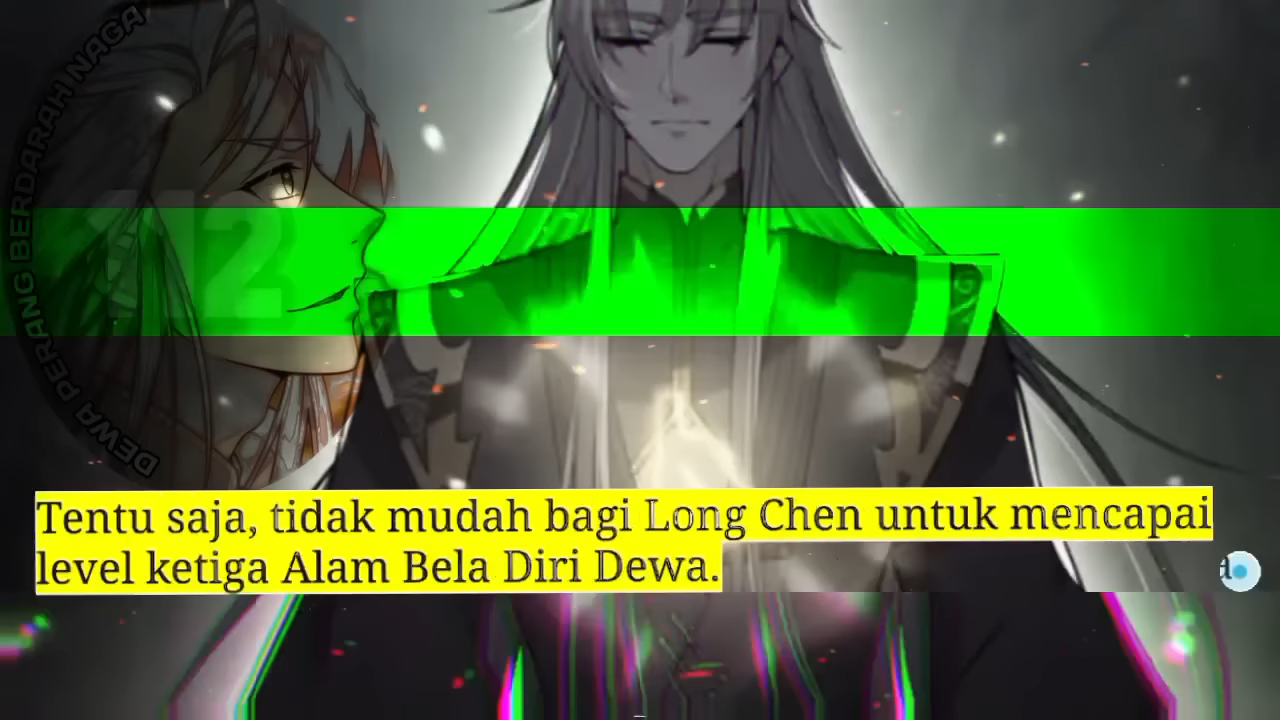 DEWA PERANG BERDARAH NAGA
112
Tentu saja, tidak mudah bagi Long Chen untuk mencapai
level ketiga Alam Bela Diri Dewa.